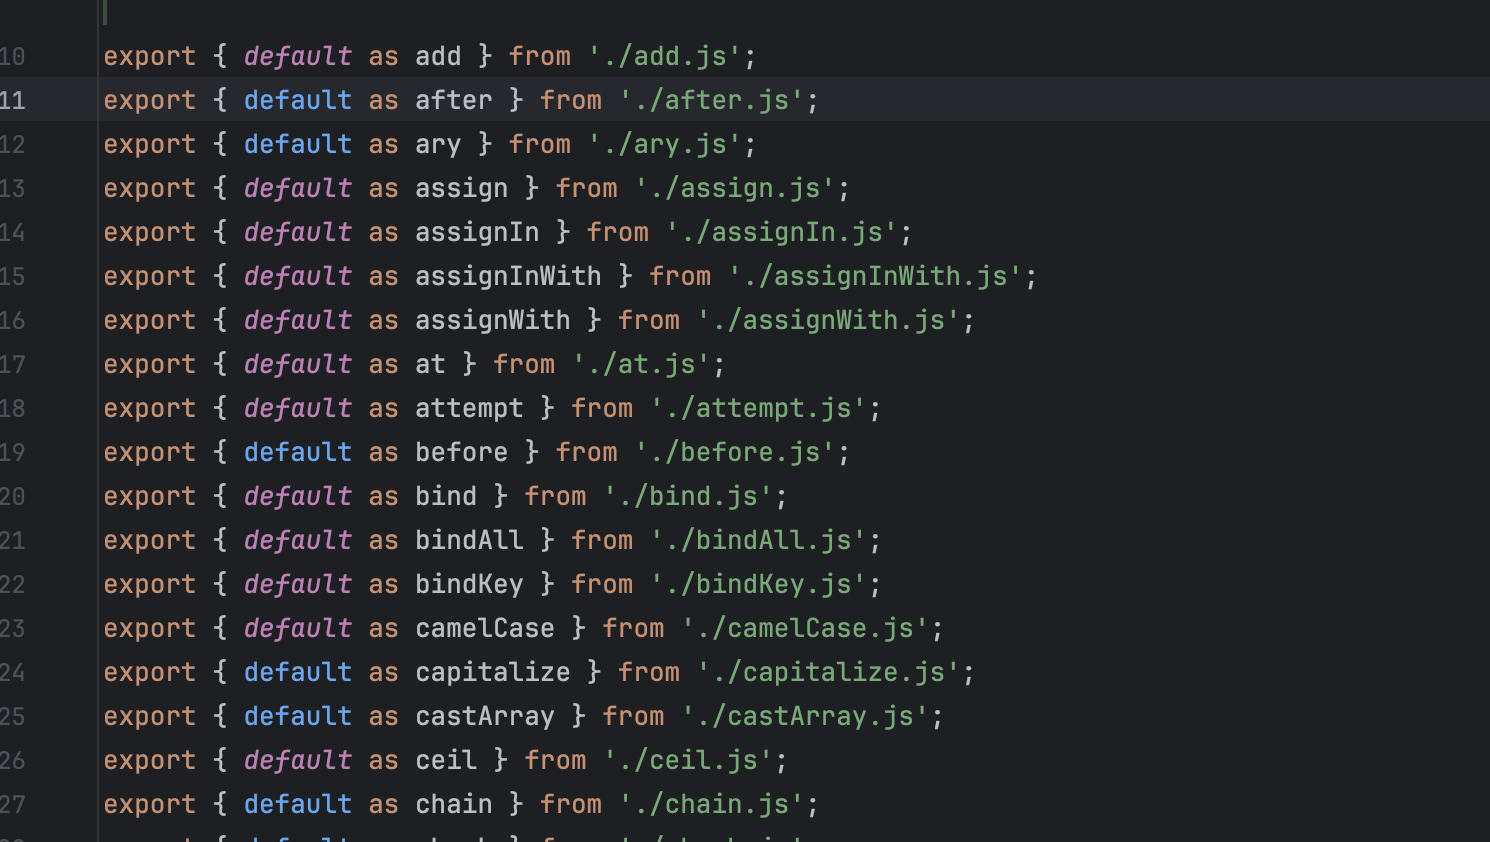 10 export { default as add } from './add.js';
11 export { default as after } from './after.js';
12 export { default as ary } from './ary.js';
13 export { default as assign } from './assign.js';
14 export { default as assignIn } from './assignIn.js';
15 export { default as assignInWith } from './assignInWith.js';
16 export { default as assignWith } from './assignWith.js';
17 export { default as at } from './at.js';
18 export { default as attempt } from './attempt.js';
19 export { default as before } from './before.js';
20 export { default as bind } from './bind.js';
21 export { default as bindAll } from './bindAll.js';
22 export { default as bindKey } from './bindKey.js';
23 export { default as camelCase } from './camelCase.js';
24 export { default as capitalize } from './capitalize.js';
25 export { default as castArray } from './castArray.js';
26 export { default as ceil } from './ceil.js';
27 export { default as chain } from './chain.js';